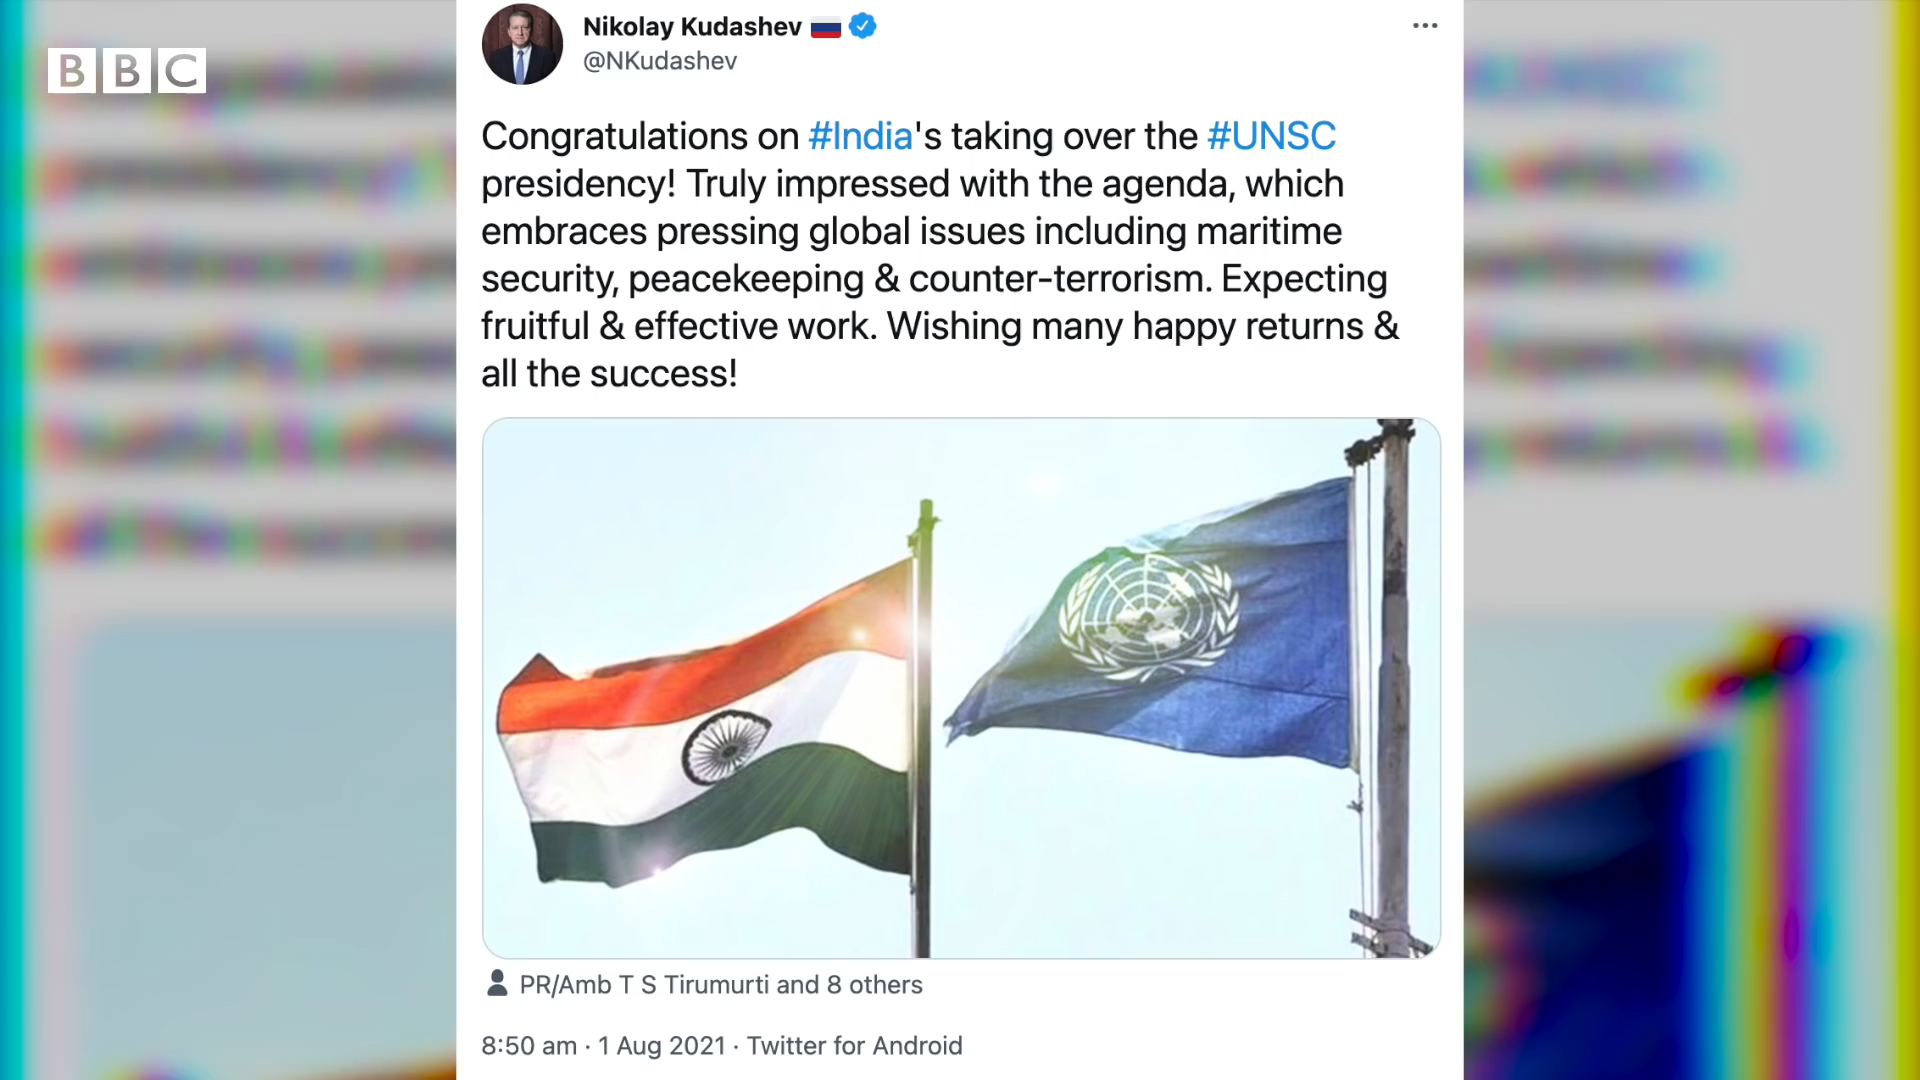 BBC
Nikolay Kudashev
@NKudashev
Congratulations on #India's taking over the #UNSC
presidency! Truly impressed with the agenda, which
embraces pressing global issues including maritime
security, peacekeeping & counter-terrorism. Expecting
fruitful & effective work. Wishing many happy returns &
all the success!
PR/Amb T S Tirumurti and 8 others
8:50 am · 1 Aug 2021 · Twitter for Android